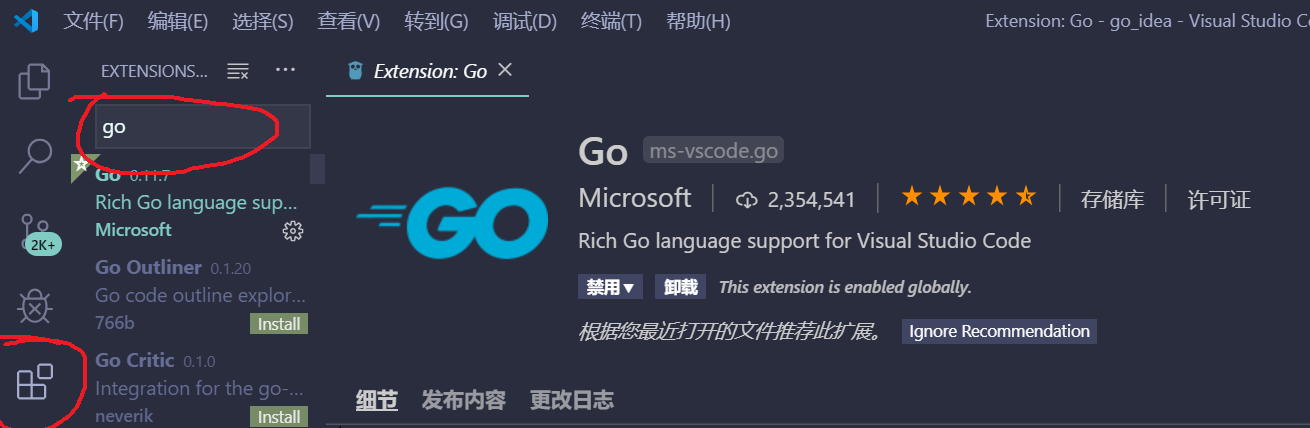 文件(F) 编辑(E) 选择(S) 查看(V) 转到(G) 调试(D) 终端(T) 帮助(H) Extension: Go - go_idea - Visual Studio Co
EXTENSIONS... ···
Extension: Go
go
Go 0.11.7
Rich Go language sup...
Microsoft
2K+
Go Outliner 0.1.20
Go code outline explor...
766b Install
Go Critic 0.1.0
Integration for the go-...
neverik Install
GO
Go ms-vscode.go
Microsoft 2,354,541 存储库 许可证
Rich Go language support for Visual Studio Code
禁用 卸载 This extension is enabled globally.
根据您最近打开的文件推荐此扩展。 Ignore Recommendation
细节 发布内容 更改日志